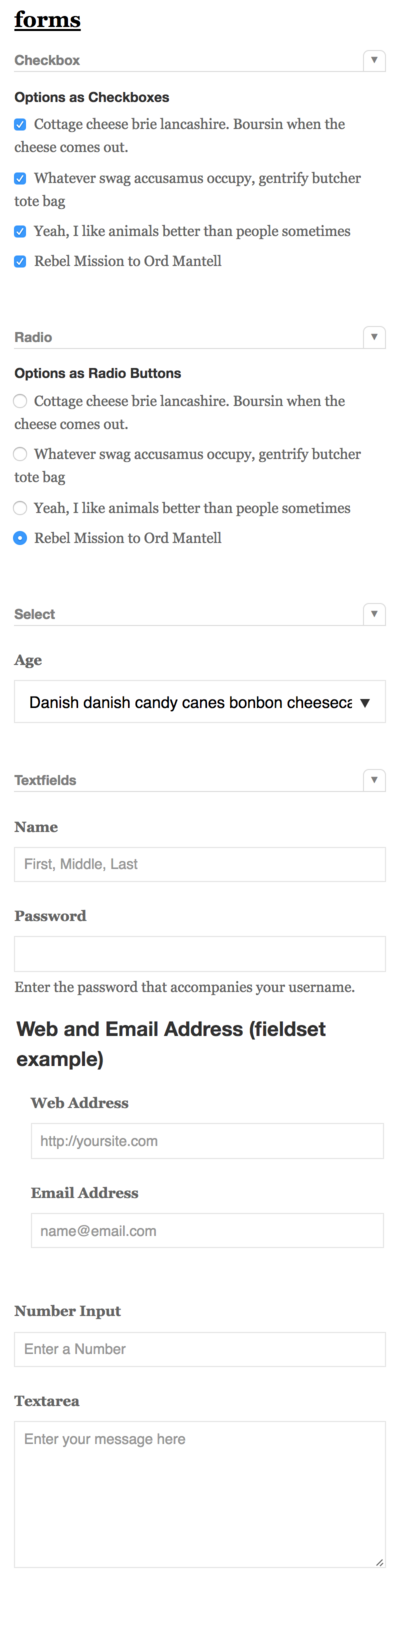 forms
Checkbox
Options as Checkboxes
Cottage cheese brie lancashire. Boursin when the
cheese comes out.
Whatever swag accusamus occupy, gentrify butcher
tote bag
Yeah, I like animals better than people sometimes
Rebel Mission to Ord Mantell
Radio
Options as Radio Buttons
Cottage cheese brie lancashire. Boursin when the
cheese comes out.
Whatever swag accusamus occupy, gentrify butcher
tote bag
Yeah, I like animals better than people sometimes
Rebel Mission to Ord Mantell
Select
Age
Danish danish candy canes bonbon cheeseca
Textfields
Name
First, Middle, Last
Password
Enter the password that accompanies your username.
Web and Email Address (fieldset
example)
Web Address
http://yoursite.com
Email Address
name@email.com
Number Input
Enter a Number
Textarea
Enter your message here